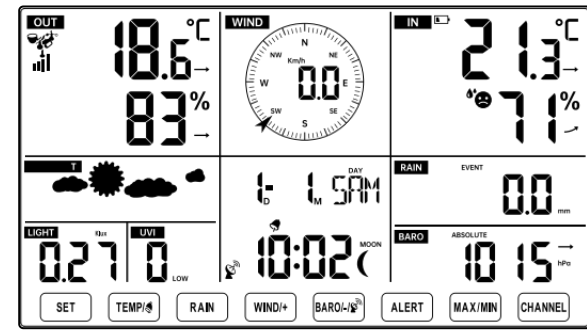 OUT
18.6 °C
83 %
WIND
N
NW NE
Km/h
W 0.0 E
SW SE
S
IN
21.3 °C
71 %
T
DAY
1- 1 SAM
D M
10:02 MOON
RAIN EVENT
0.0 mm
LIGHT Klux
0.27
UVI
0 LOW
BARO ABSOLUTE
1015 hPa
SET TEMP/ RAIN WIND/+ BARO/-/ ALERT MAX/MIN CHANNEL